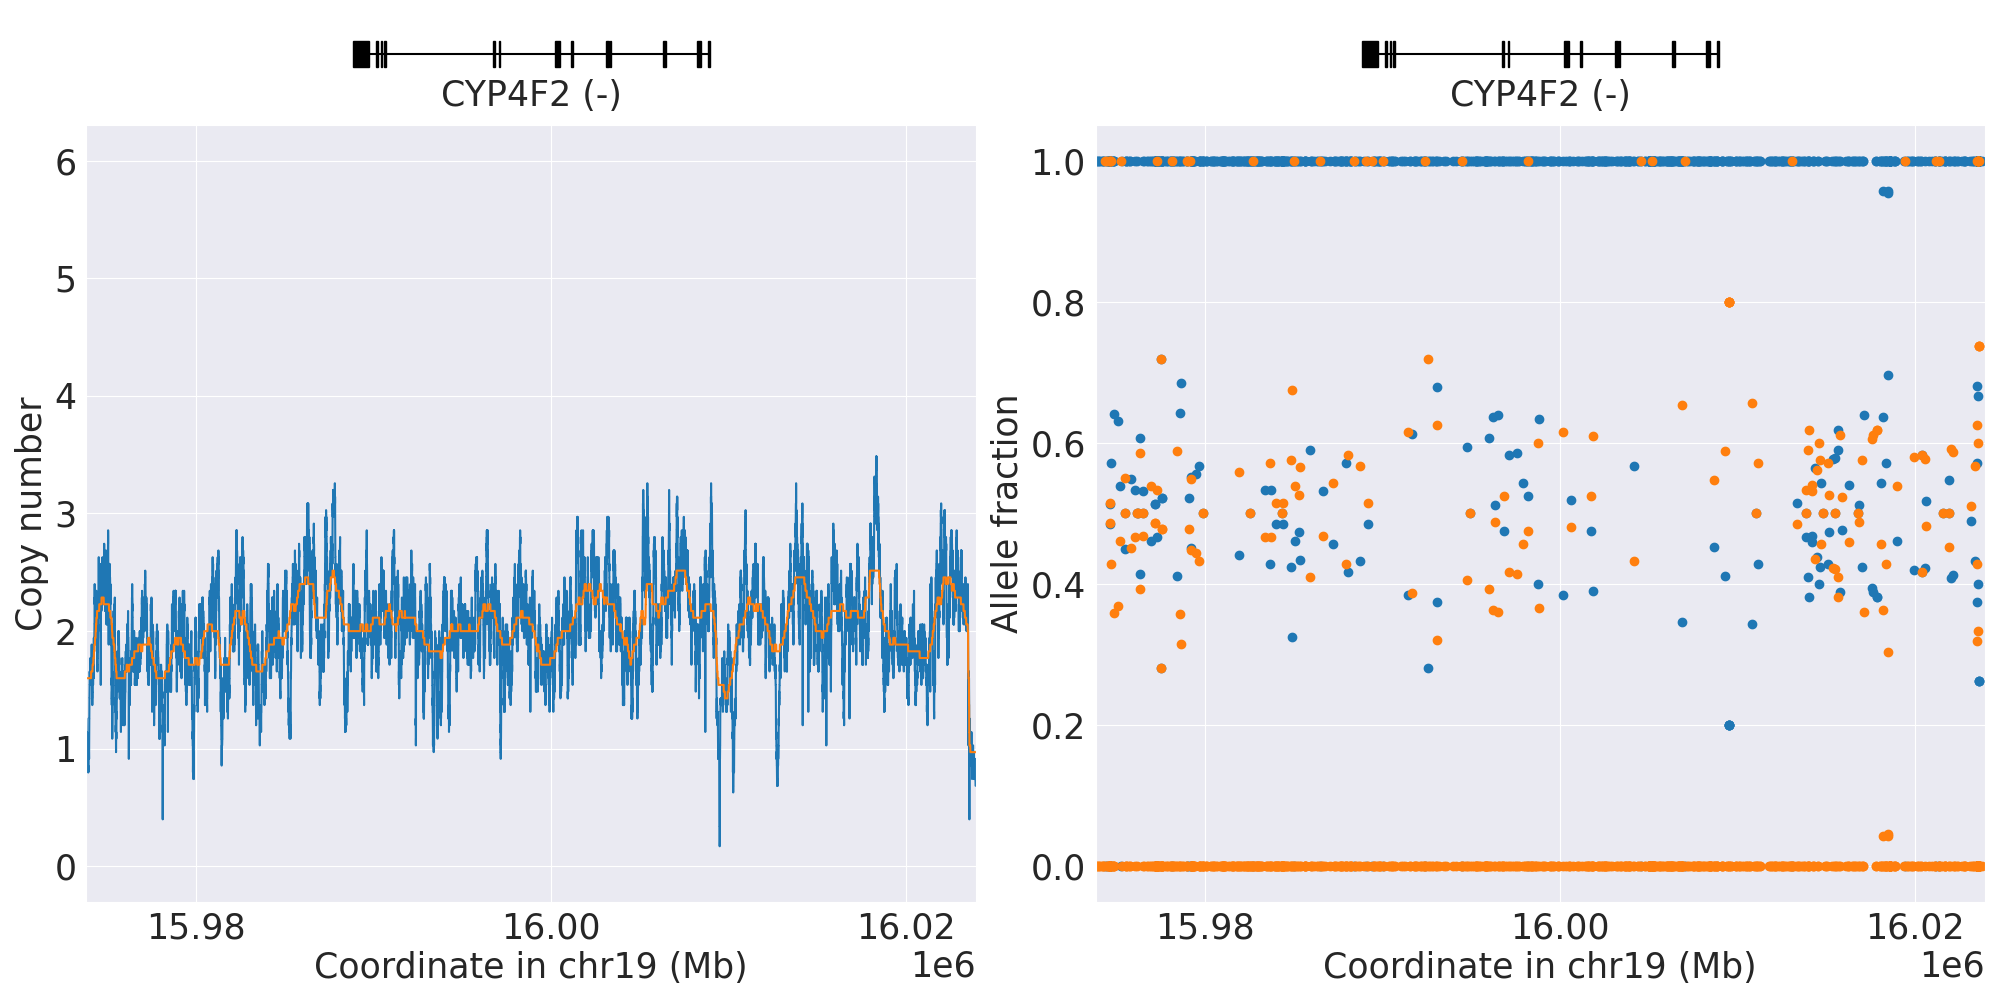 CYP4F2 (-)
6
5
4
3
2
1
0
Copy number
15.98 16.00 16.02
Coordinate in chr19 (Mb) 1e6
CYP4F2 (-)
1.0
0.8
0.6
0.4
0.2
0.0
Allele fraction
15.98 16.00 16.02
Coordinate in chr19 (Mb) 1e6